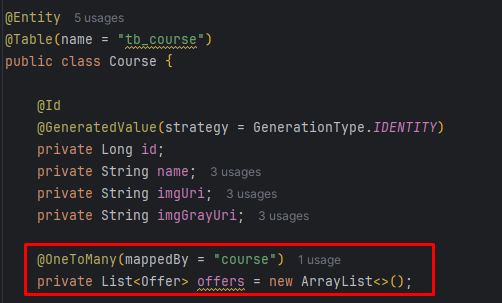 @Entity 5 usages
@Table(name = "tb_course")
public class Course {
@Id
@GeneratedValue(strategy = GenerationType.IDENTITY)
private Long id;
private String name; 3 usages
private String imgUri; 3 usages
private String imgGrayUri; 3 usages
@OneToMany(mappedBy = "course") 1 usage
private List<Offer> offers = new ArrayList<>();